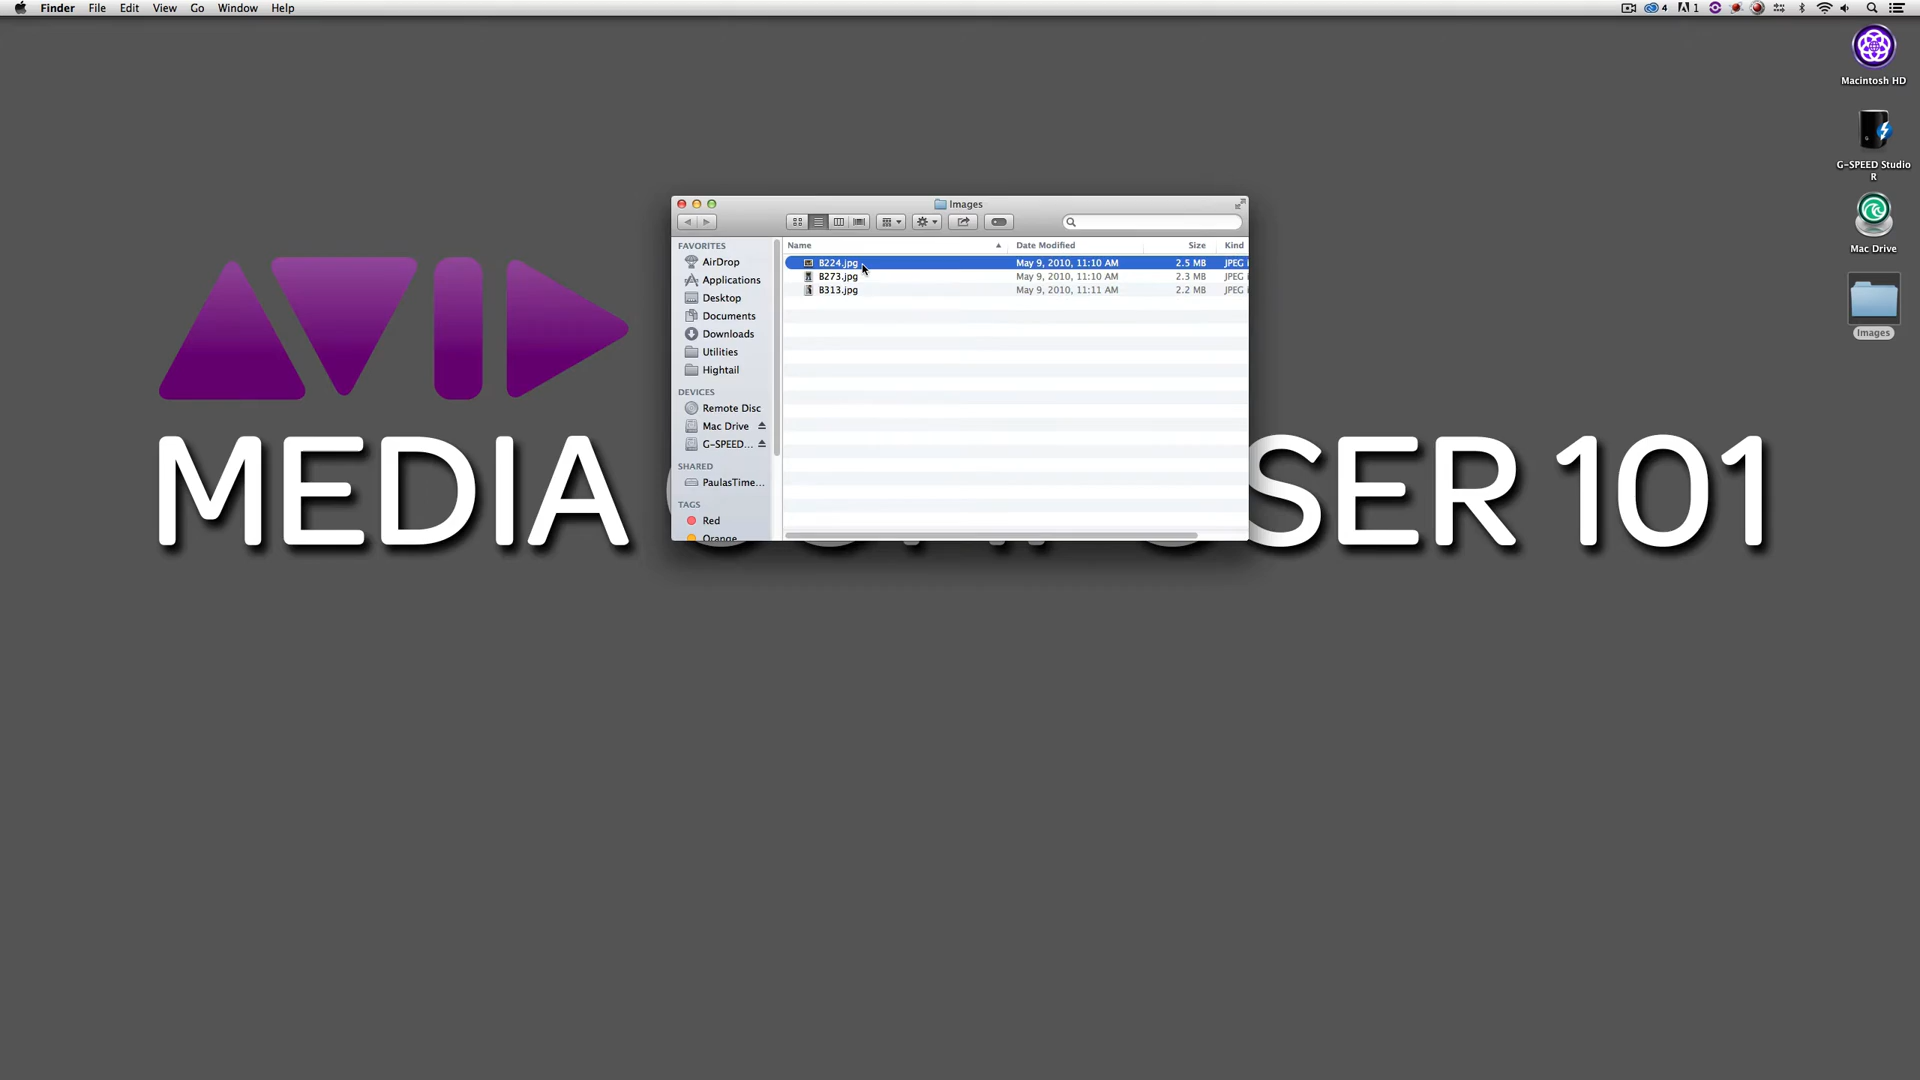 Finder File Edit View Go Window Help
4 1
Macintosh HD
G-SPEED Studio
R
Mac Drive
Images
Images
FAVORITES
AirDrop
Applications
Desktop
Documents
Downloads
Utilities
Hightail
DEVICES
Remote Disc
Mac Drive
G-SPEED...
SHARED
PaulasTime...
TAGS
Red
Orange
Name Date Modified Size Kind
B224.jpg May 9, 2010, 11:10 AM 2.5 MB JPEG i
B273.jpg May 9, 2010, 11:10 AM 2.3 MB JPEG i
B313.jpg May 9, 2010, 11:11 AM 2.2 MB JPEG i
AVID
MEDIA SER 101